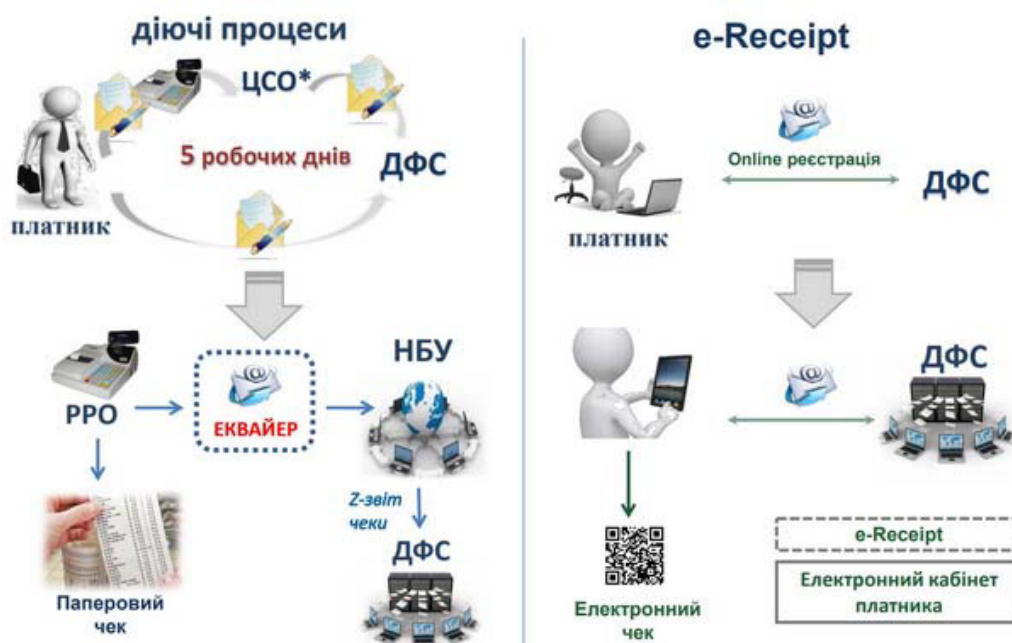 діючі процеси
ЦСО*
5 робочих днів
ДФС
платник
РРО
ЕКВАЙЕР
НБУ
Z-звіт
чеки
ДФС
Паперовий
чек
e-Receipt
Online реєстрація
ДФС
платник
ДФС
Електронний
чек
e-Receipt
Електронний кабінет
платника